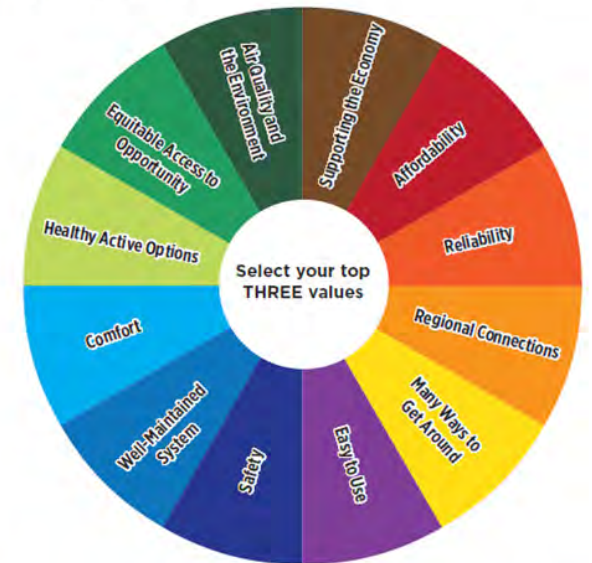 Select your top
THREE values
Supporting the Economy
Affordability
Reliability
Regional Connections
Many Ways to
Get Around
Easy to Use
Safety
Well-Maintained
System
Comfort
Healthy Active Options
Equitable Access to
Opportunity
Air Quality and
the Environment